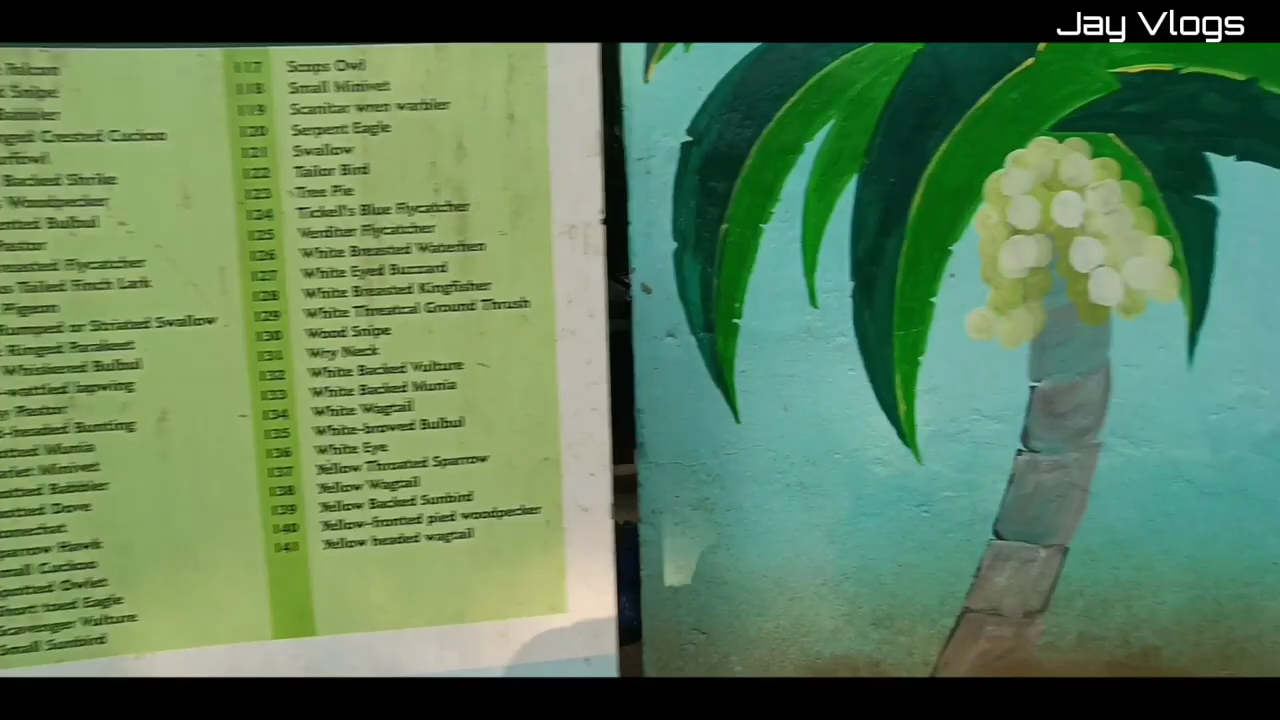 Jay Vlogs
Falcon
Snipe
Crested Cuckoo
Backed Shrike
Woodpecker
Bulbul
Pastor
Flycatcher
Tailed Finch Lark
Pigeon
Rumped or Striated Swallow
Ringed Parakeet
Whiskered Bulbul
-wattled lapwing
Pastor
-headed Bunting
Munia
Minivet
Babbler
Dove
Hawk
Small Cuckoo
Spotted Owlet
Short toed Eagle
Scavenger Vulture
Small Sunbird
117 Scops Owl
118 Small Minivet
119 Scanitar wren warbler
120 Serpent Eagle
121 Swallow
122 Tailor Bird
123 Tree Pie
124 Tickel's Blue Flycatcher
125 Verditer Flycatcher
126 White Breasted Waterhen
127 White Eyed Buzzard
128 White Breasted Kingfisher
129 White Threatcal Ground Thrush
130 Wood Snipe
131 Wry Neck
132 White Backed Vulture
133 White Backed Munia
134 White Wagtail
135 White-browed Bulbul
136 White Eye
137 Yellow Throated Sparrow
138 Yellow Wagtail
139 Yellow Backed Sunbird
140 Yellow-fronted pied woodpecker
141 Yellow headed wagtail